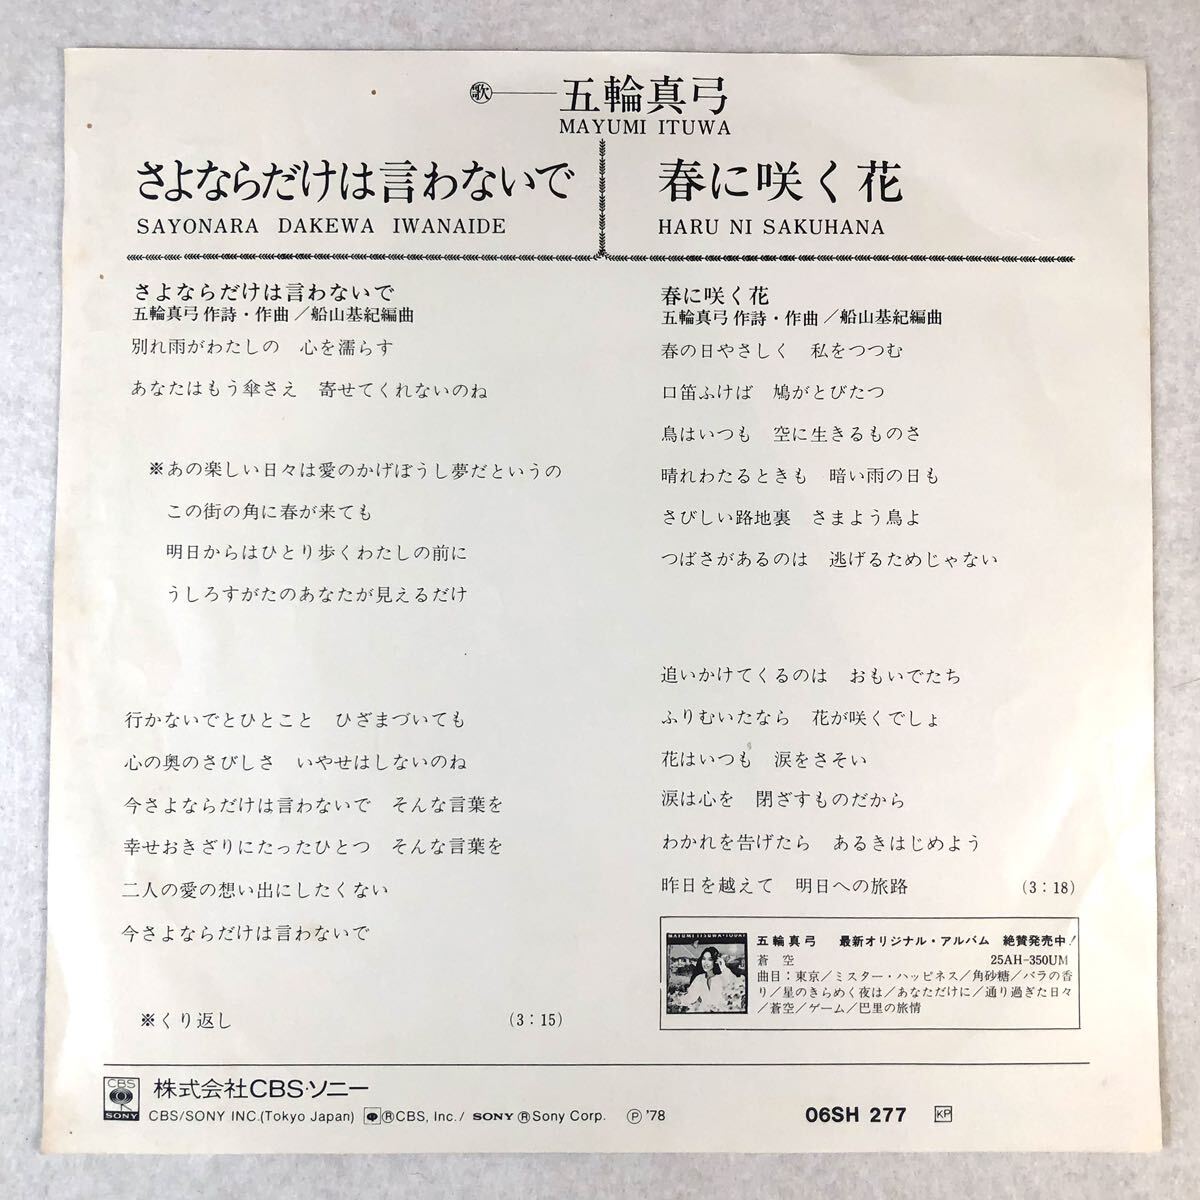 歌 五輪真弓
MAYUMI ITUWA
さよならだけは言わないで
SAYONARA DAKEWA IWANAIDE
春に咲く花
HARU NI SAKUHANA
さよならだけは言わないで
五輪真弓作詩・作曲／船山基紀編曲
別れ雨がわたしの　心を濡らす
あなたはもう傘さえ　寄せてくれないのね
※あの楽しい日々は愛のかげぼうし夢だというの
この街の角に春が来ても
明日からはひとり歩くわたしの前に
うしろすがたのあなたが見えるだけ
行かないでとひとこと　ひざまづいても
心の奥のさびしさ　いやせはしないのね
今さよならだけは言わないで　そんな言葉を
幸せおきざりにたったひとつ　そんな言葉を
二人の愛の想い出にしたくない
今さよならだけは言わないで
※くり返し　(3：15)
春に咲く花
五輪真弓作詩・作曲／船山基紀編曲
春の日やさしく　私をつつむ
口笛ふけば　鳩がとびたつ
鳥はいつも　空に生きるものさ
晴れわたるときも　暗い雨の日も
さびしい路地裏　さまよう鳥よ
つばさがあるのは　逃げるためじゃない
追いかけてくるのは　おもいでたち
ふりむいたなら　花が咲くでしょ
花はいつも　涙をさそい
涙は心を　閉ざすものだから
わかれを告げたら　あるきはじめよう
昨日を越えて　明日への旅路　(3：18)
MAYUMI ITSUWA・TODAY
五輪真弓　最新オリジナル・アルバム　絶賛発売中！
蒼空　25AH-350UM
曲目：東京／ミスター・ハッピネス／角砂糖／バラの香
り／星のきらめく夜は／あなただけに／通り過ぎた日々
／蒼空／ゲーム／巴里の旅情
CBS
SONY
株式会社CBS・ソニー
CBS/SONY INC.(Tokyo Japan) ⓇCBS, Inc./ SONY ⓇSony Corp. Ⓟ'78
06SH 277 KP